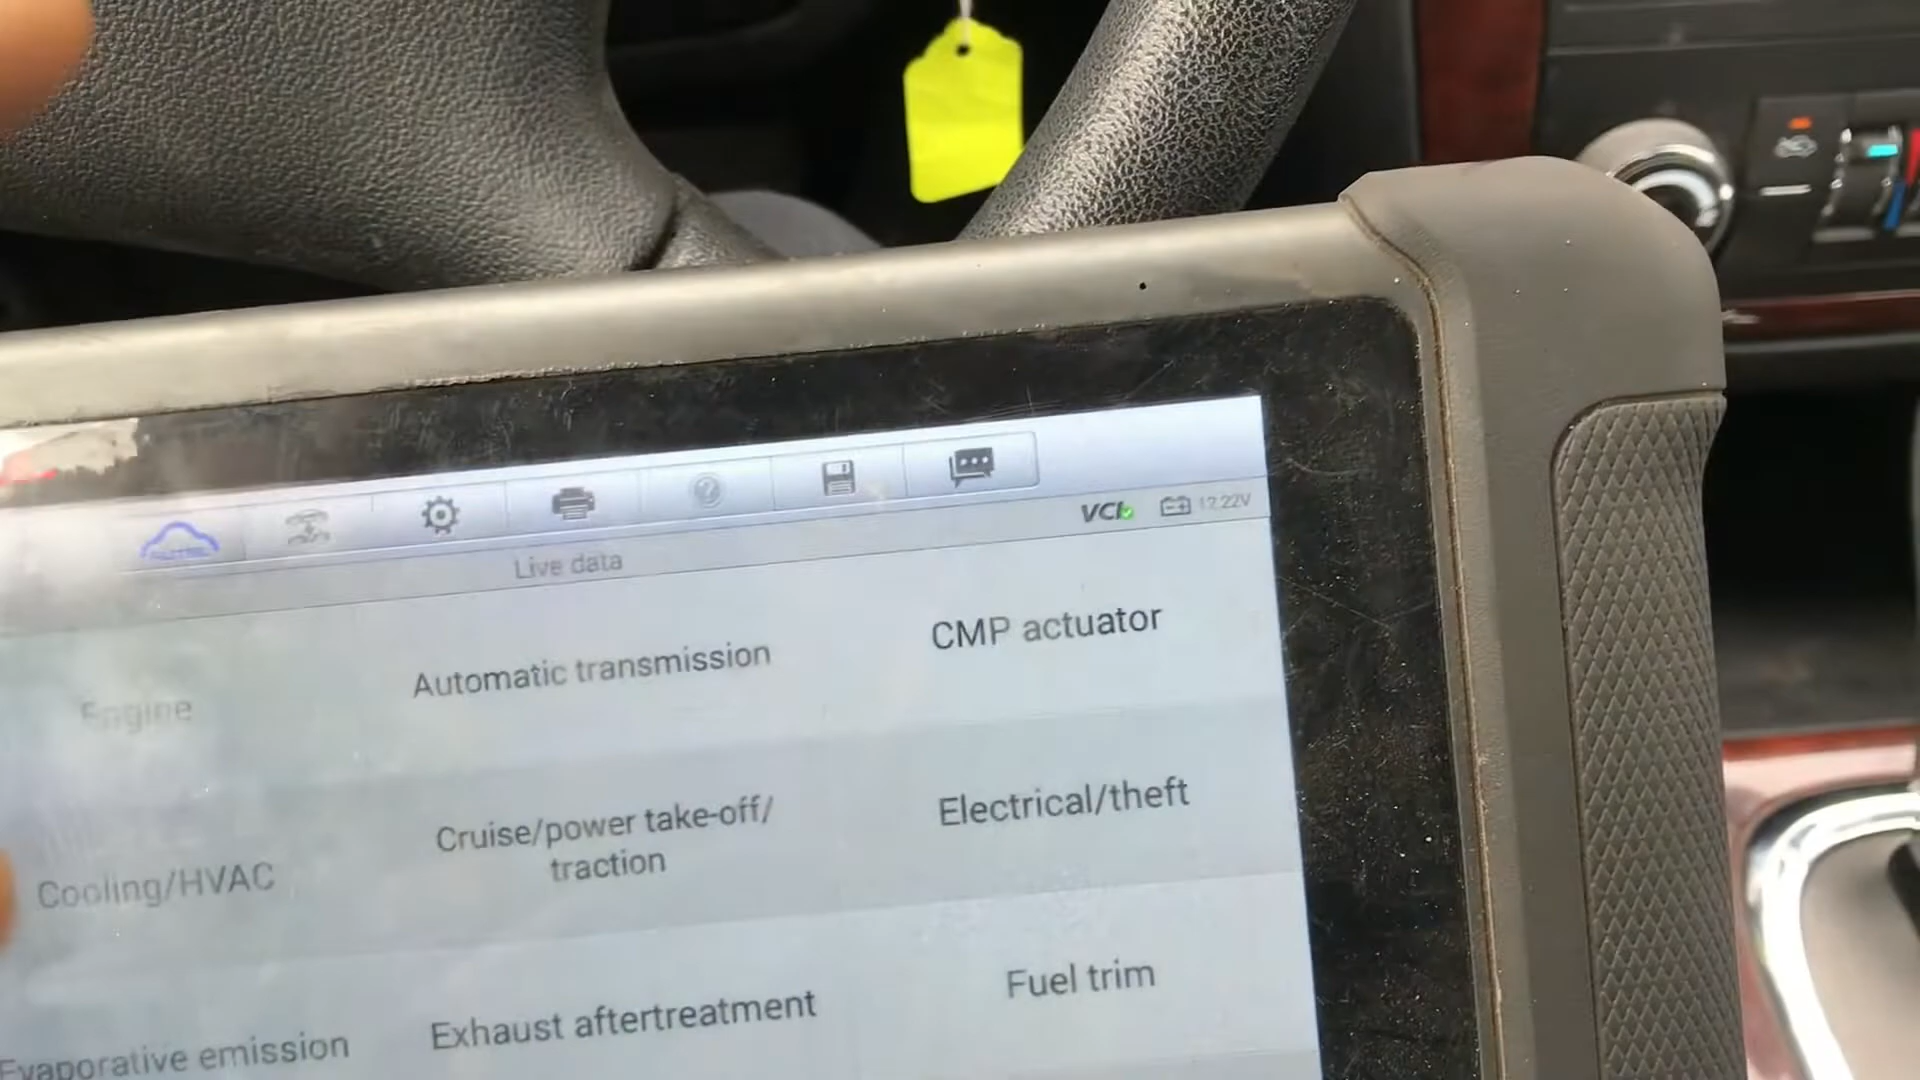 VCI 12.22V
Live data
Engine
Automatic transmission
CMP actuator
Cooling/HVAC
Cruise/power take-off/
traction
Electrical/theft
Evaporative emission
Exhaust aftertreatment
Fuel trim